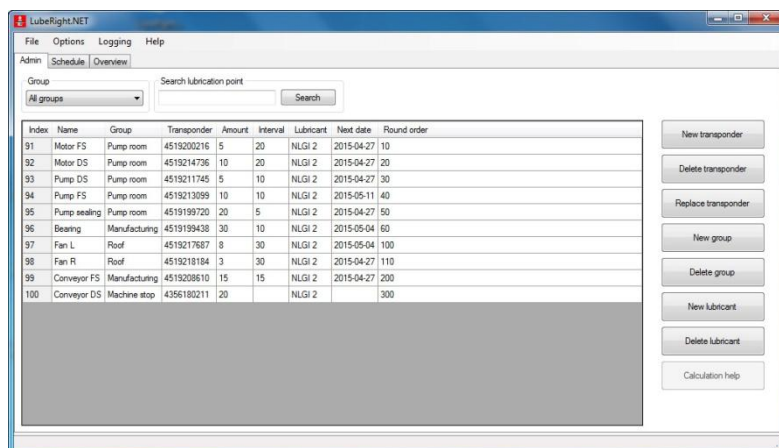 LubeRight.NET
File Options Logging Help
Admin Schedule Overview
Group Search lubrication point
All groups Search
Index Name Group Transponder Amount Interval Lubricant Next date Round order
91 Motor FS Pump room 4519200216 5 20 NLGI 2 2015-04-27 10
92 Motor DS Pump room 4519214736 10 20 NLGI 2 2015-04-27 20
93 Pump DS Pump room 4519211745 5 10 NLGI 2 2015-04-27 30
94 Pump FS Pump room 4519213099 10 10 NLGI 2 2015-05-11 40
95 Pump sealing Pump room 4519199720 20 5 NLGI 2 2015-04-27 50
96 Bearing Manufacturing 4519199438 30 10 NLGI 2 2015-05-04 60
97 Fan L Roof 4519217687 8 30 NLGI 2 2015-05-04 100
98 Fan R Roof 4519218184 3 30 NLGI 2 2015-04-27 110
99 Conveyor FS Manufacturing 4519208610 15 15 NLGI 2 2015-04-27 200
100 Conveyor DS Machine stop 4356180211 20 NLGI 2 300
New transponder
Delete transponder
Replace transponder
New group
Delete group
New lubricant
Delete lubricant
Calculation help